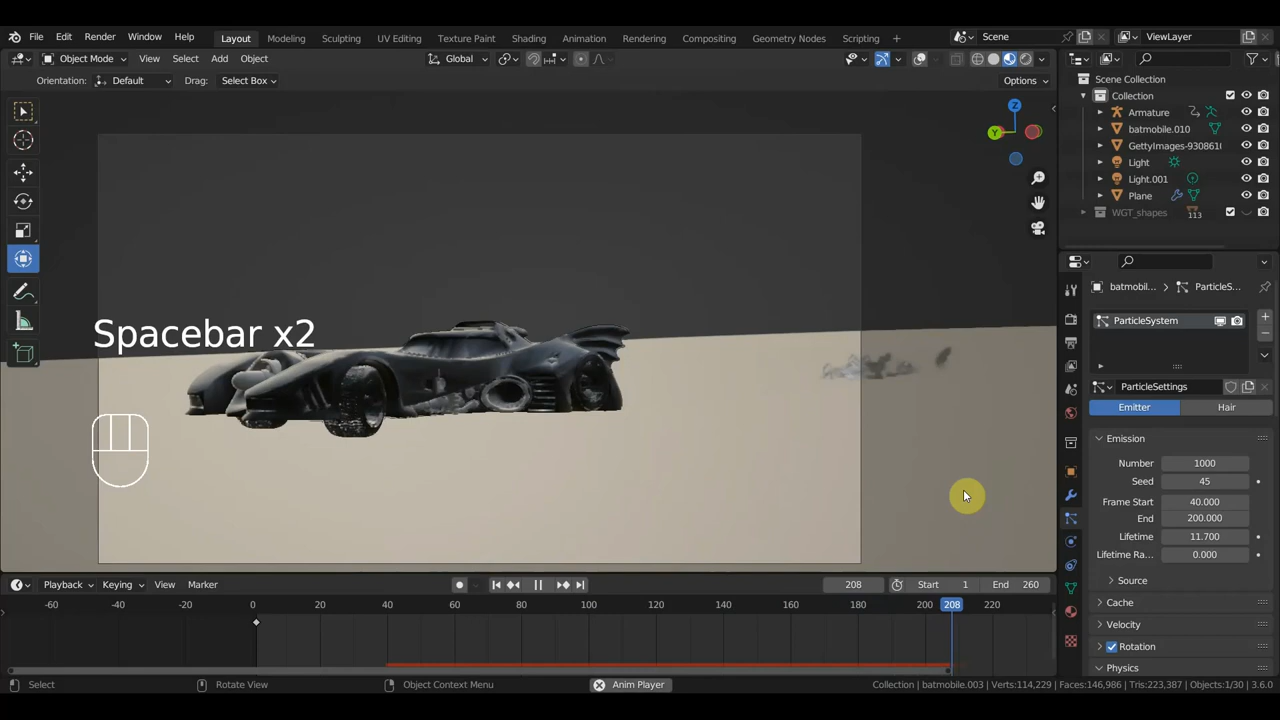 File Edit Render Window Help Layout Modeling Sculpting UV Editing Texture Paint Shading Animation Rendering Compositing Geometry Nodes Scripting + Scene ViewLayer
Object Mode View Select Add Object Global
Orientation: Default Drag: Select Box Options
Scene Collection
Collection
Armature
batmobile.010
GettyImages-9308610
Light
Light.001
Plane
WGT_shapes 113
Z
Y
batmobil... ParticleS...
ParticleSystem
ParticleSettings
Emitter Hair
Emission
Number 1000
Seed 45
Frame Start 40.000
End 200.000
Lifetime 11.700
Lifetime Ra... 0.000
Source
Cache
Velocity
Rotation
Physics
Spacebar x2
Playback Keying View Marker 208 Start 1 End 260
-60 -40 -20 0 20 40 60 80 100 120 140 160 180 200 208 220
Select Rotate View Object Context Menu Anim Player Collection | batmobile.003 | Verts:114,229 | Faces:146,986 | Tris:223,387 | Objects:1/30 | 3.6.0